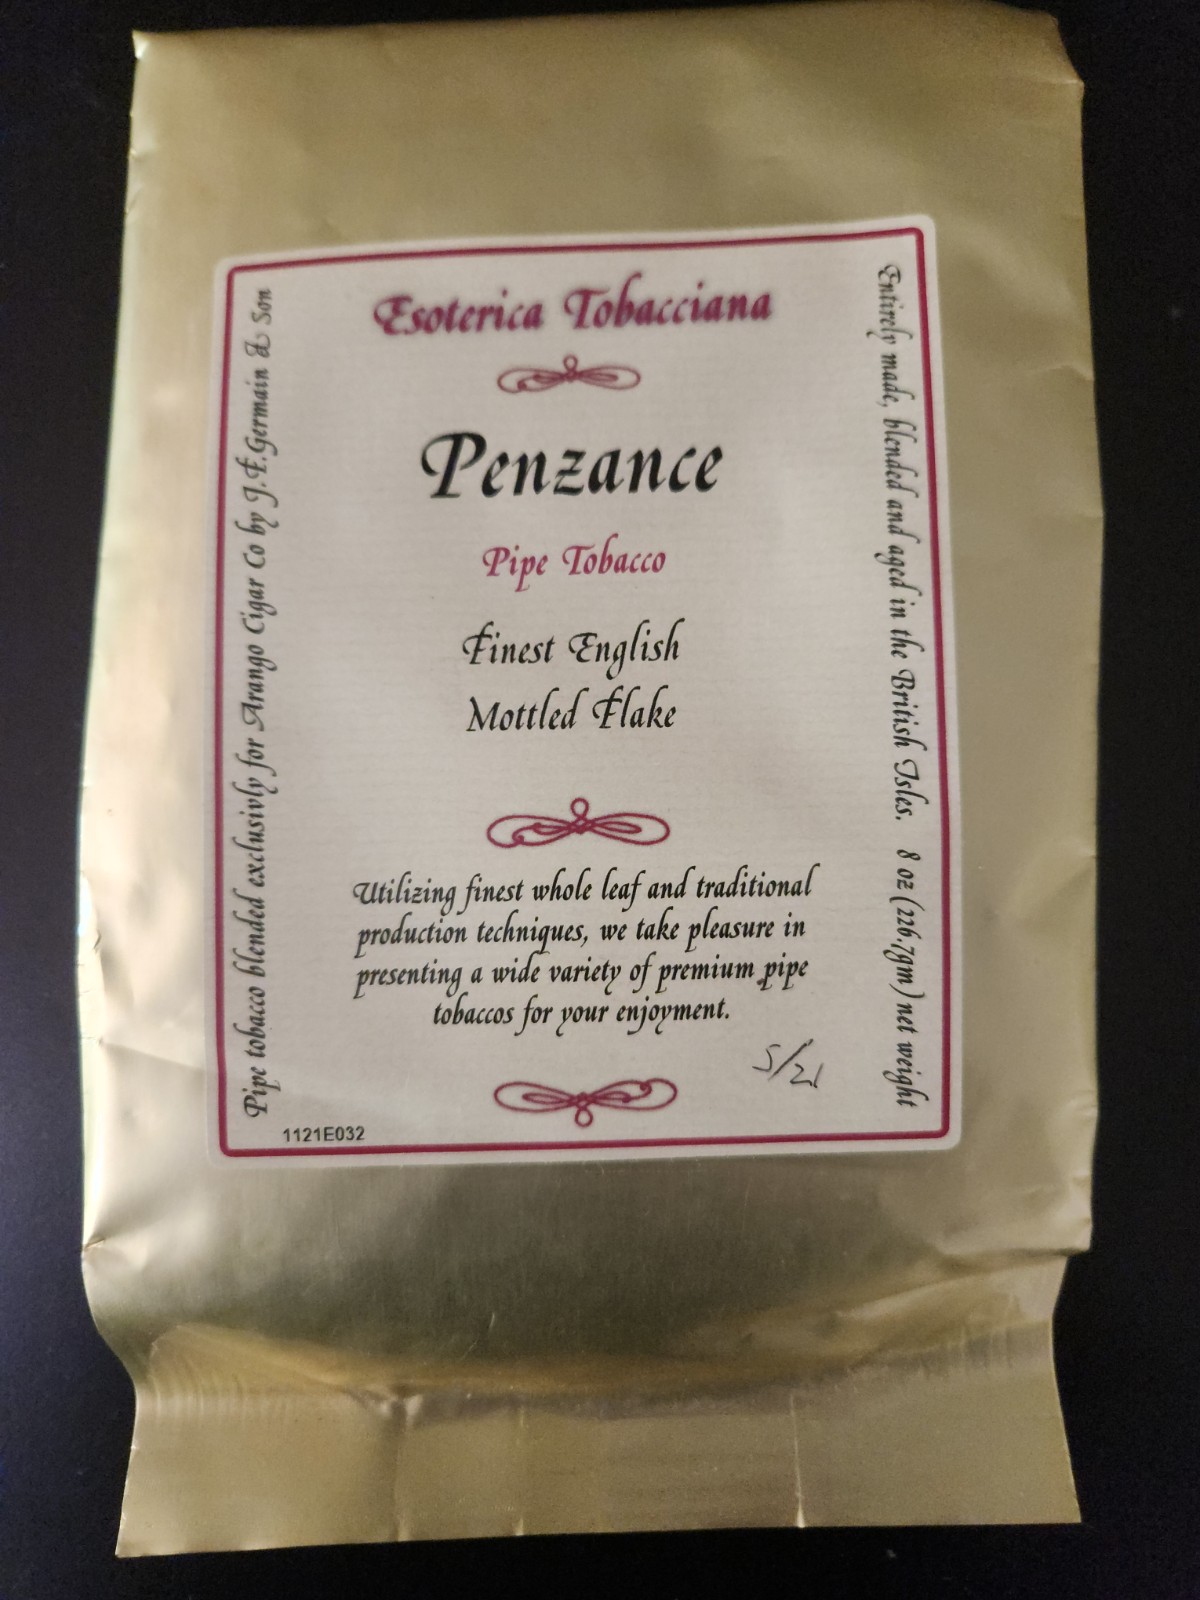 Esoterica Tobacciana
Penzance
Pipe Tobacco
Finest English
Mottled Flake
Utilizing finest whole leaf and traditional
production techniques, we take pleasure in
presenting a wide variety of premium pipe
tobaccos for your enjoyment.
5/21
1121E032
Pipe tobacco blended exclusivly for Arango Cigar Co by J.F.Germain & Son
Entirely made, blended and aged in the British Isles. 8 oz (226.7gm) net weight